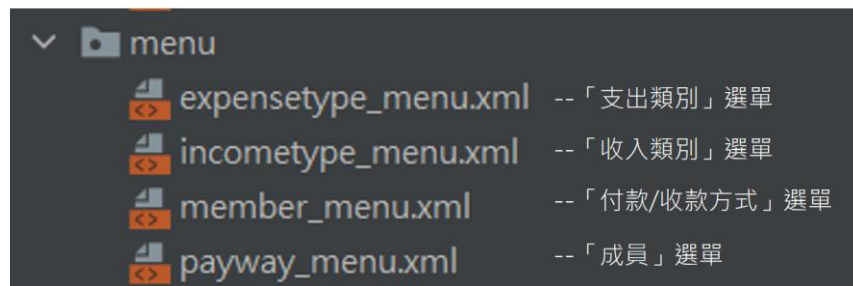 menu
expensetype_menu.xml --「支出類別」選單
incometype_menu.xml --「收入類別」選單
member_menu.xml --「付款/收款方式」選單
payway_menu.xml --「成員」選單